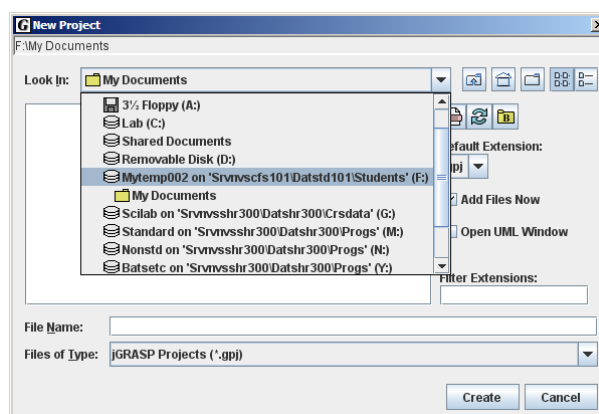 New Project
F:\My Documents
Look In: My Documents
3½ Floppy (A:)
Lab (C:)
Shared Documents
Removable Disk (D:)
Mytemp002 on 'Srvnvscfs101\Datstd101\Students' (F:)
My Documents
Scilab on 'Srvnvsshr300\Datshr300\Crsdata' (G:)
Standard on 'Srvnvsshr300\Datshr300\Progs' (M:)
Nonstd on 'Srvnvsshr300\Datshr300\Progs' (N:)
Batsetc on 'Srvnvsshr300\Datshr300\Progs' (Y:)
efault Extension:
pj
Add Files Now
Open UML Window
Filter Extensions:
File Name:
Files of Type: jGRASP Projects (*.gpj)
Create Cancel